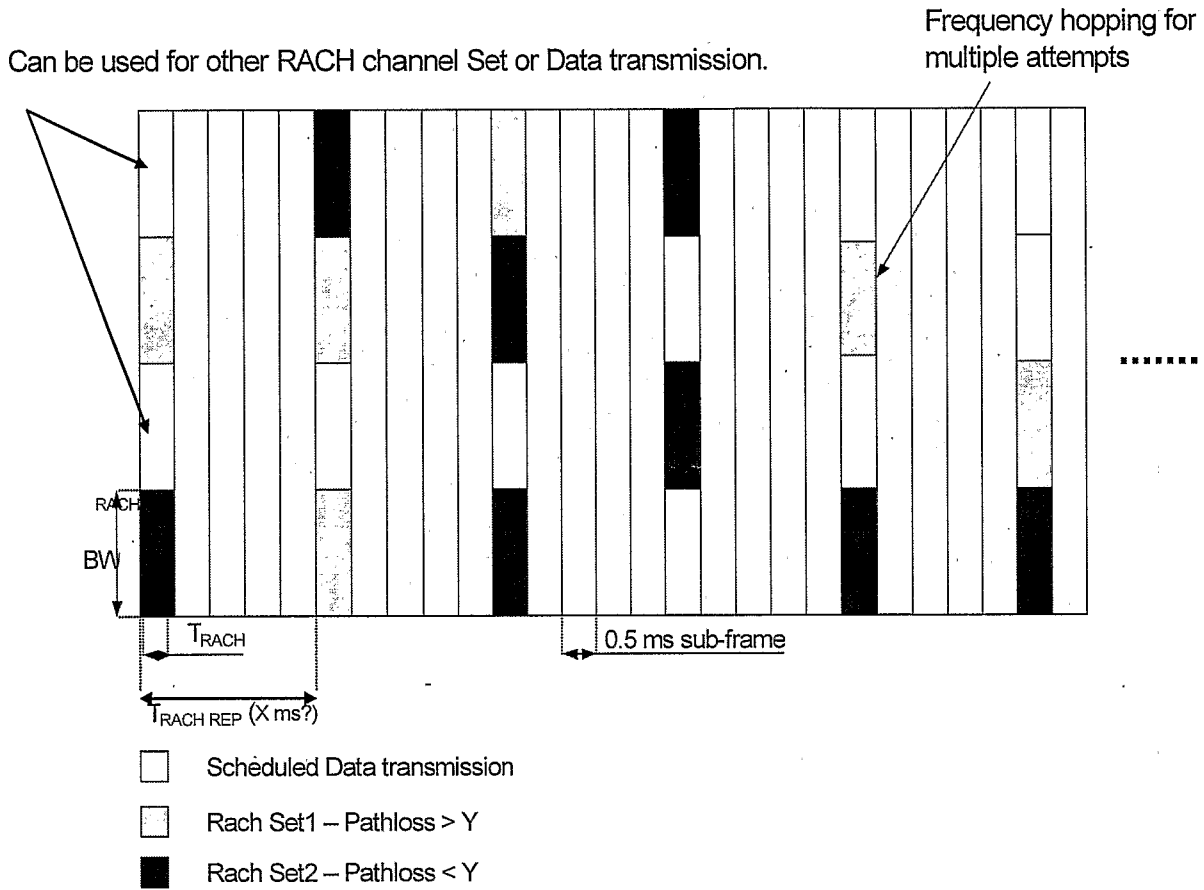 Frequency hopping for
multiple attempts
Can be used for other RACH channel Set or Data transmission.
RACH
BW
TRACH
0.5 ms sub-frame
TRACH REP (X ms?)
Scheduled Data transmission
Rach Set1 – Pathloss > Y
Rach Set2 – Pathloss < Y